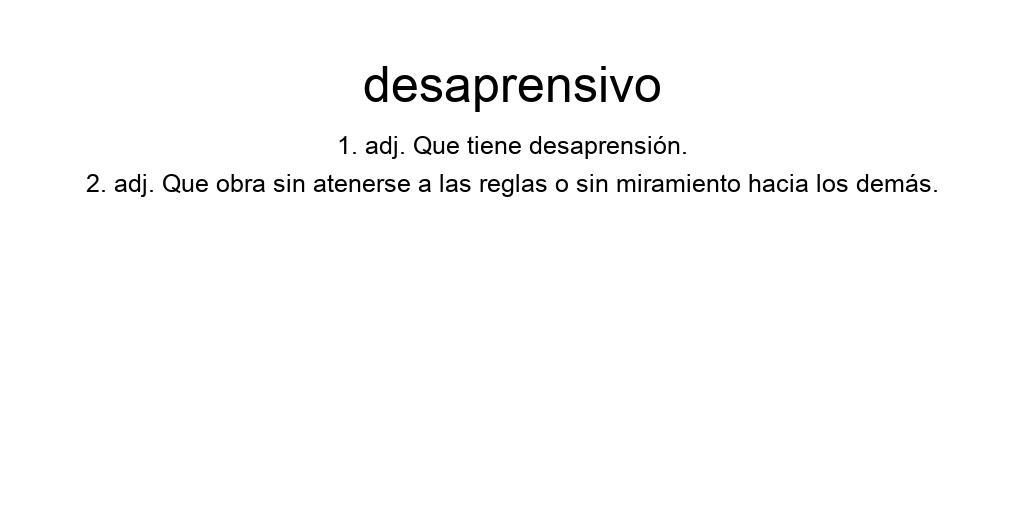 desaprensivo
1. adj. Que tiene desaprensión.
2. adj. Que obra sin atenerse a las reglas o sin miramiento hacia los demás.